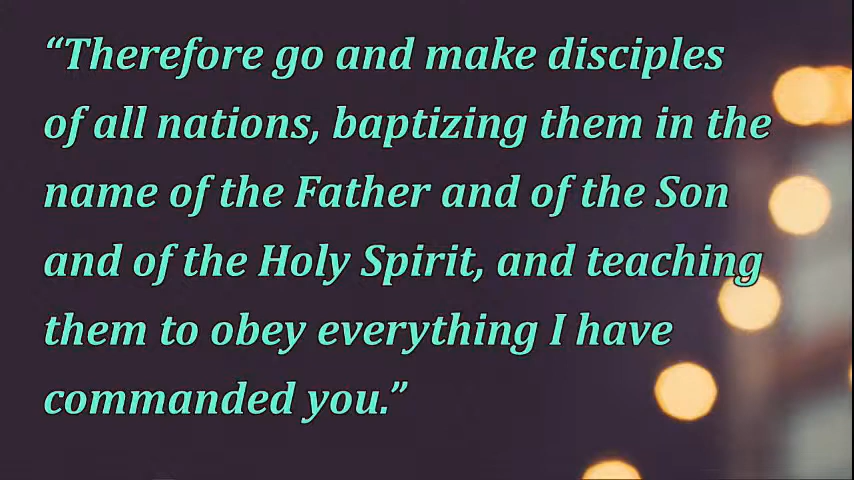 “Therefore go and make disciples
of all nations, baptizing them in the
name of the Father and of the Son
and of the Holy Spirit, and teaching
them to obey everything I have
commanded you.”